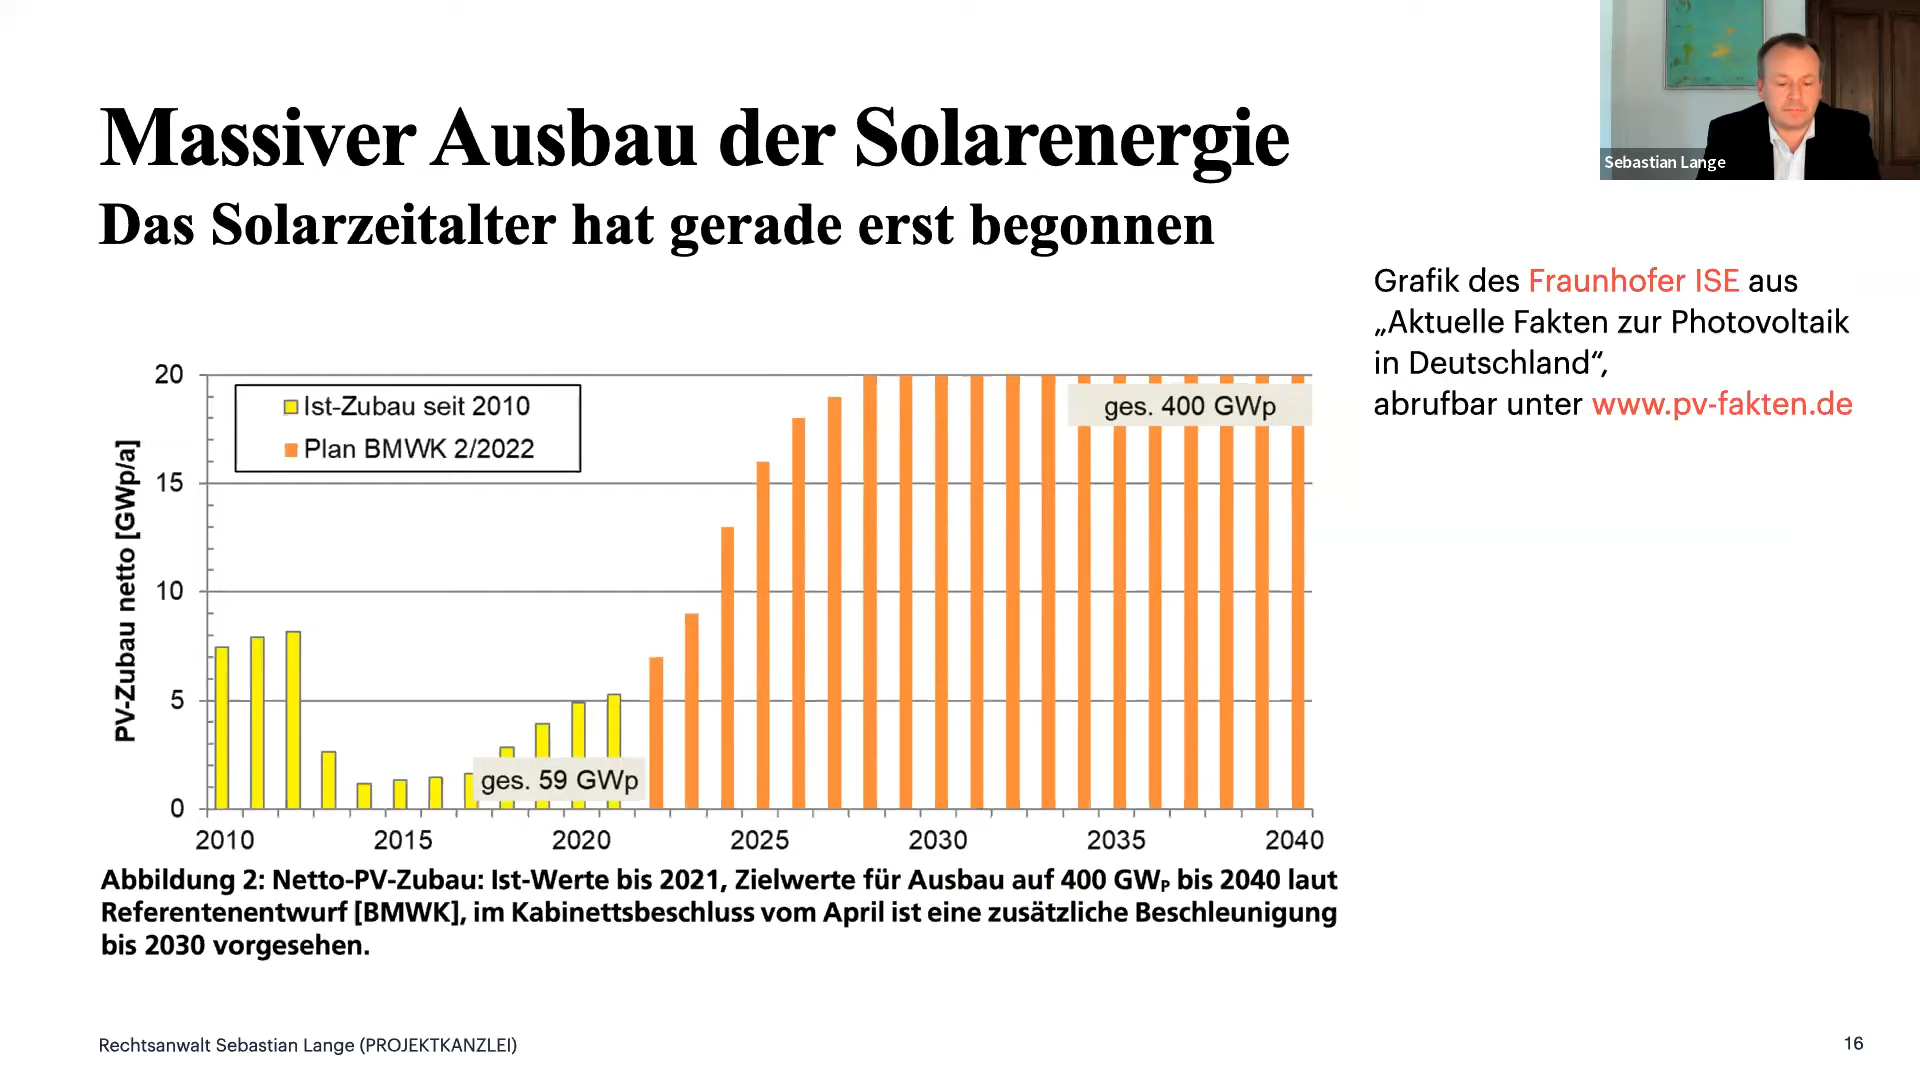 Massiver Ausbau der Solarenergie
Das Solarzeitalter hat gerade erst begonnen
Sebastian Lange
Grafik des Fraunhofer ISE aus
„Aktuelle Fakten zur Photovoltaik
in Deutschland“,
abrufbar unter www.pv-fakten.de
PV-Zubau netto [GWp/a]
20
15
10
5
0
Ist-Zubau seit 2010
Plan BMWK 2/2022
ges. 400 GWp
ges. 59 GWp
2010 2015 2020 2025 2030 2035 2040
Abbildung 2: Netto-PV-Zubau: Ist-Werte bis 2021, Zielwerte für Ausbau auf 400 GWP bis 2040 laut
Referentenentwurf [BMWK], im Kabinettsbeschluss vom April ist eine zusätzliche Beschleunigung
bis 2030 vorgesehen.
Rechtsanwalt Sebastian Lange (PROJEKTKANZLEI)
16